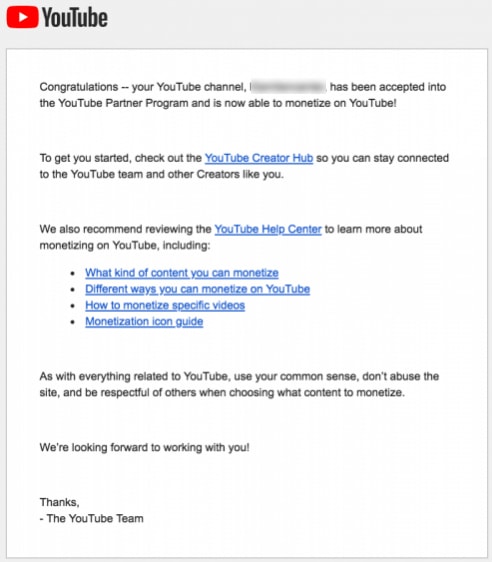 YouTube
Congratulations -- your YouTube channel, has been accepted into
the YouTube Partner Program and is now able to monetize on YouTube!
To get you started, check out the YouTube Creator Hub so you can stay connected
to the YouTube team and other Creators like you.
We also recommend reviewing the YouTube Help Center to learn more about
monetizing on YouTube, including:
• What kind of content you can monetize
• Different ways you can monetize on YouTube
• How to monetize specific videos
• Monetization icon guide
As with everything related to YouTube, use your common sense, don't abuse the
site, and be respectful of others when choosing what content to monetize.
We're looking forward to working with you!
Thanks,
- The YouTube Team